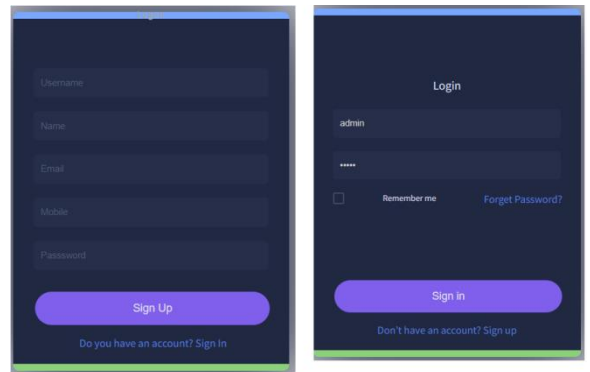 Username
Name
Email
Mobile
Passsword
Sign Up
Do you have an account? Sign In
Login
admin
•••••
Remember me Forget Password?
Sign in
Don't have an account? Sign up